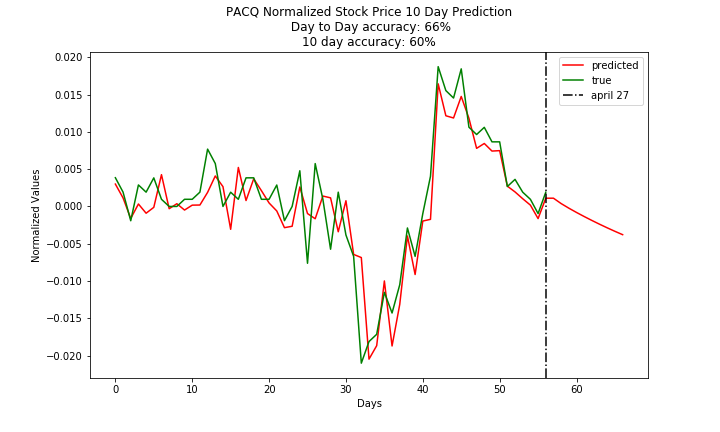 PACQ Normalized Stock Price 10 Day Prediction
Day to Day accuracy: 66%
10 day accuracy: 60%
predicted
true
april 27
Normalized Values
0.020
0.015
0.010
0.005
0.000
−0.005
−0.010
−0.015
−0.020
0
10
20
30
40
50
60
Days